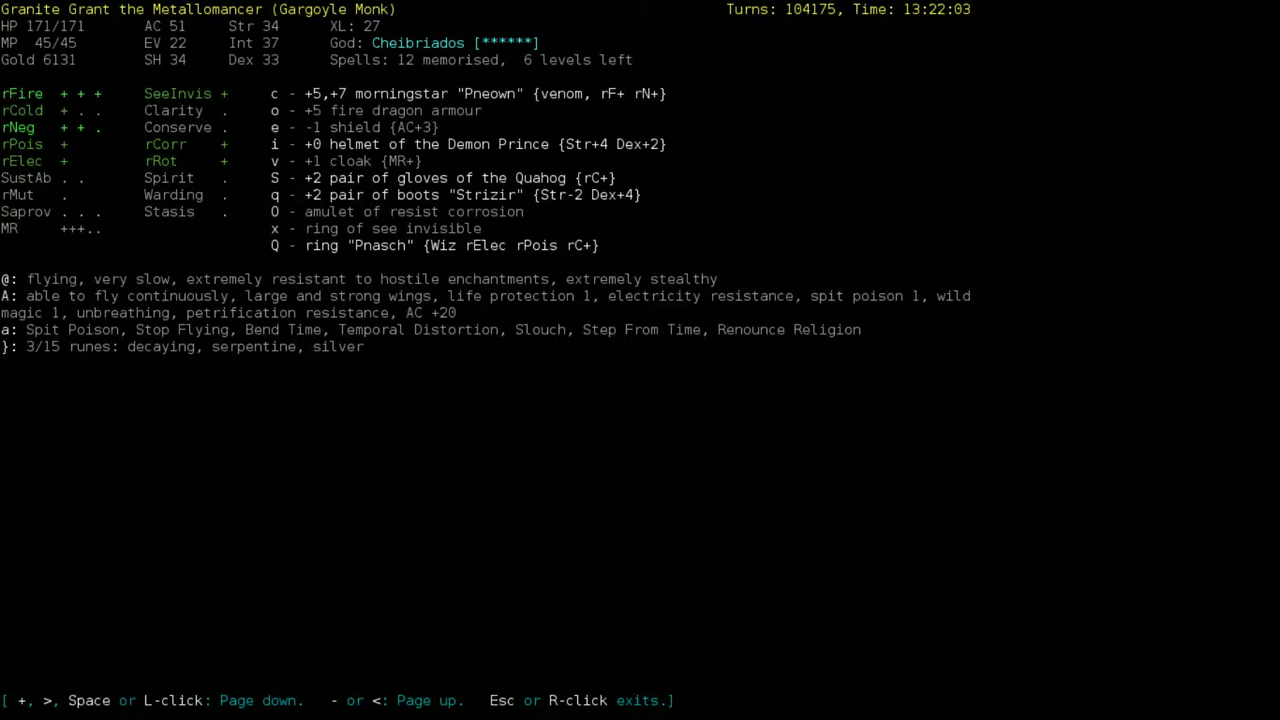 Granite Grant the Metallomancer (Gargoyle Monk) Turns: 104175, Time: 13:22:03
HP 171/171 AC 51 Str 34 XL: 27
MP 45/45 EV 22 Int 37 God: Cheibriados [******]
Gold 6131 SH 34 Dex 33 Spells: 12 memorised, 6 levels left
rFire + + + SeeInvis + c - +5,+7 morningstar "Pneown" {venom, rF+ rN+}
rCold + . . Clarity . o - +5 fire dragon armour
rNeg + + . Conserve . e - -1 shield {AC+3}
rPois + rCorr + i - +0 helmet of the Demon Prince {Str+4 Dex+2}
rElec + rRot + v - +1 cloak {MR+}
SustAb . . Spirit . S - +2 pair of gloves of the Quahog {rC+}
rMut . Warding . q - +2 pair of boots "Strizir" {Str-2 Dex+4}
Saprov . . . Stasis . O - amulet of resist corrosion
MR +++.. x - ring of see invisible
Q - ring "Pnasch" {Wiz rElec rPois rC+}
@: flying, very slow, extremely resistant to hostile enchantments, extremely stealthy
A: able to fly continuously, large and strong wings, life protection 1, electricity resistance, spit poison 1, wild
magic 1, unbreathing, petrification resistance, AC +20
a: Spit Poison, Stop Flying, Bend Time, Temporal Distortion, Slouch, Step From Time, Renounce Religion
}: 3/15 runes: decaying, serpentine, silver
[ +, >, Space or L-click: Page down. - or <: Page up. Esc or R-click exits.]